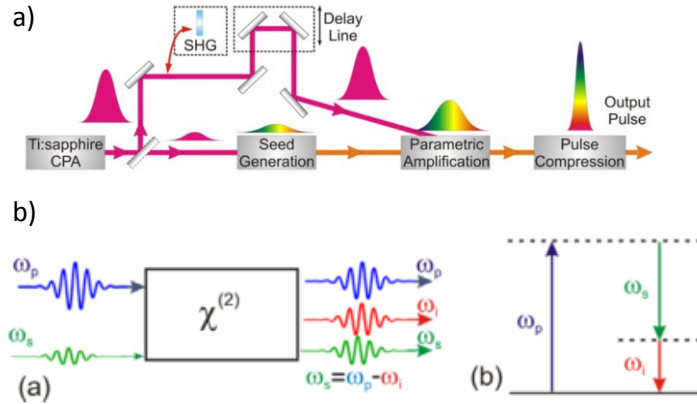 a)
SHG
Delay
Line
Output
Pulse
Ti:sapphire
CPA
Seed
Generation
Parametric
Amplification
Pulse
Compression
b)
ωp
ωs
χ(2)
ωp
ωi
ωs
ωs=ωp-ωi
(a)
ωp
ωs
ωi
(b)